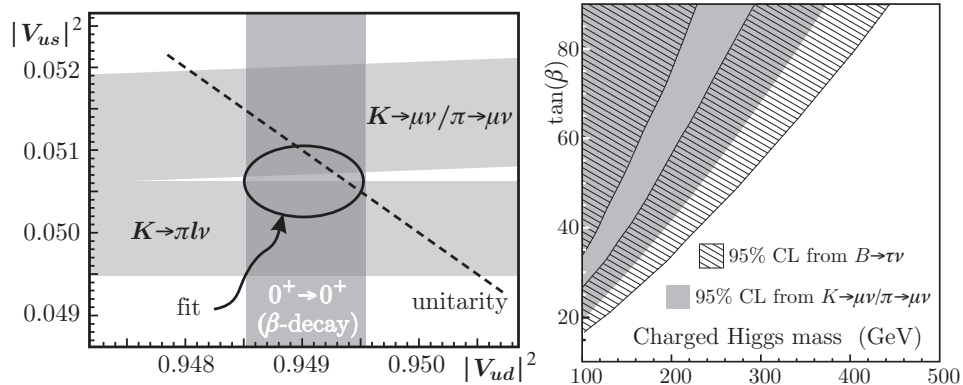 |V_us|²
0.052
0.051
0.050
0.049
K→μν/π→μν
K→πlν
fit
0⁺→0⁺
(β-decay)
unitarity
0.948
0.949
0.950
|V_ud|²
tan(β)
80
60
40
20
95% CL from B→τν
95% CL from K→μν/π→μν
Charged Higgs mass (GeV)
100
200
300
400
500